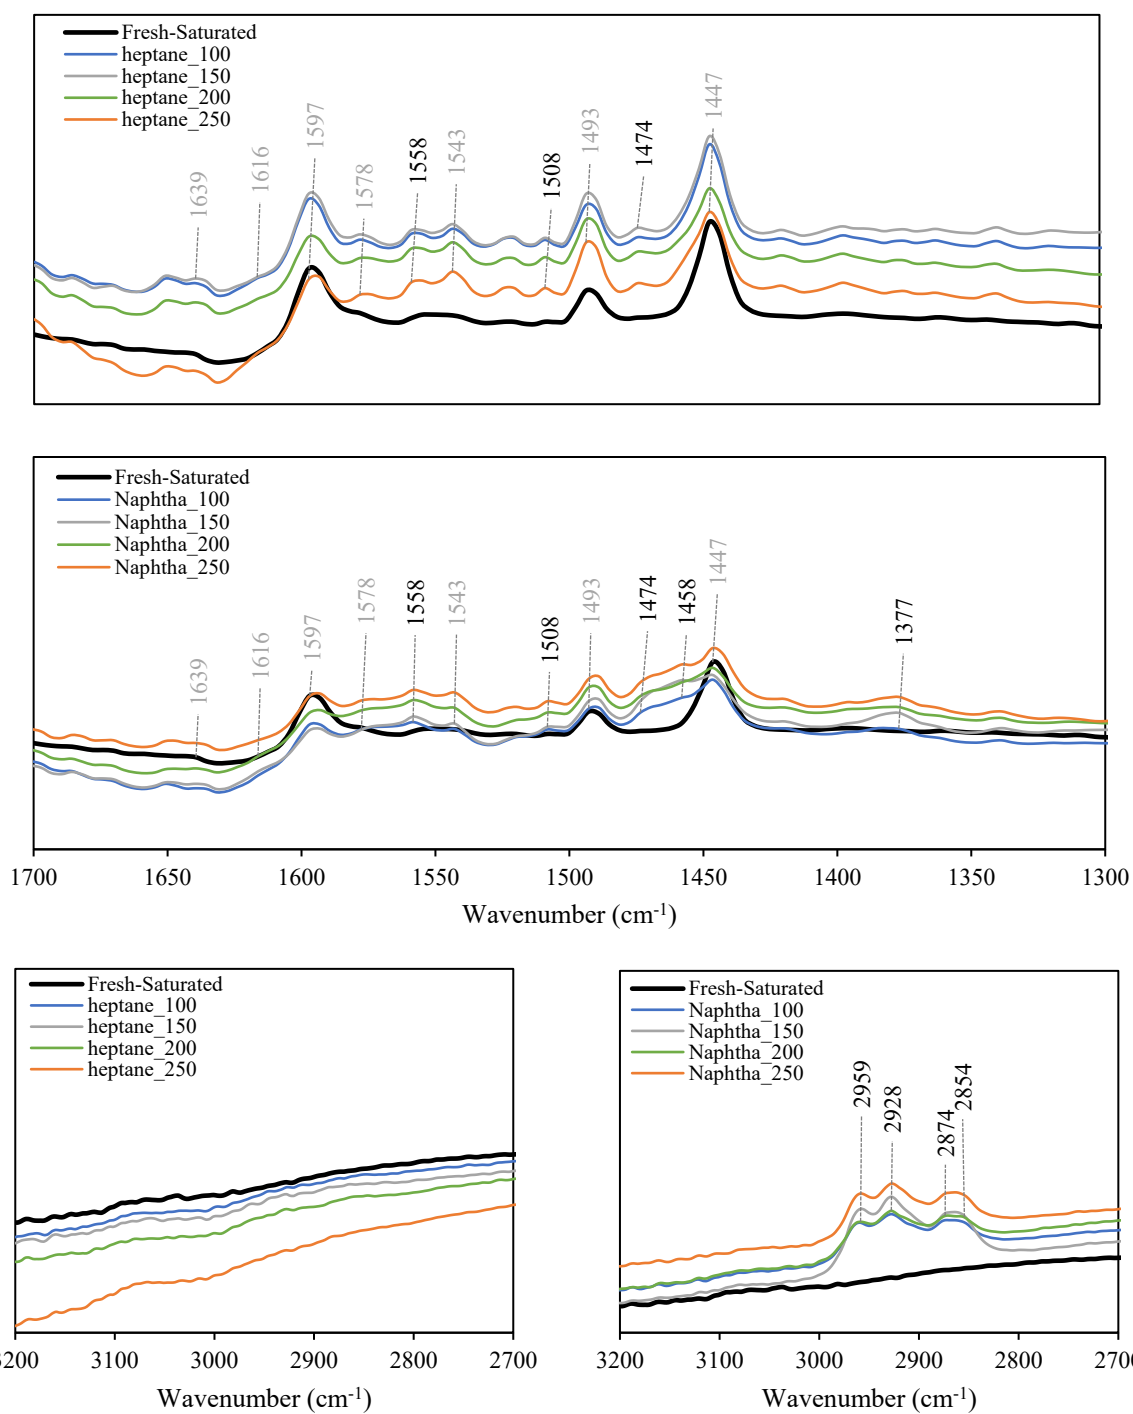 Fresh-Saturated
heptane_100
heptane_150
heptane_200
heptane_250
1639
1616
1597
1578
1558
1543
1508
1493
1474
1447
Fresh-Saturated
Naphtha_100
Naphtha_150
Naphtha_200
Naphtha_250
1639
1616
1597
1578
1558
1543
1508
1493
1474
1458
1447
1377
1700 1650 1600 1550 1500 1450 1400 1350 1300
Wavenumber (cm⁻¹)
Fresh-Saturated
heptane_100
heptane_150
heptane_200
heptane_250
3200 3100 3000 2900 2800 2700
Wavenumber (cm⁻¹)
Fresh-Saturated
Naphtha_100
Naphtha_150
Naphtha_200
Naphtha_250
2959
2928
2874
2854
3200 3100 3000 2900 2800 2700
Wavenumber (cm⁻¹)